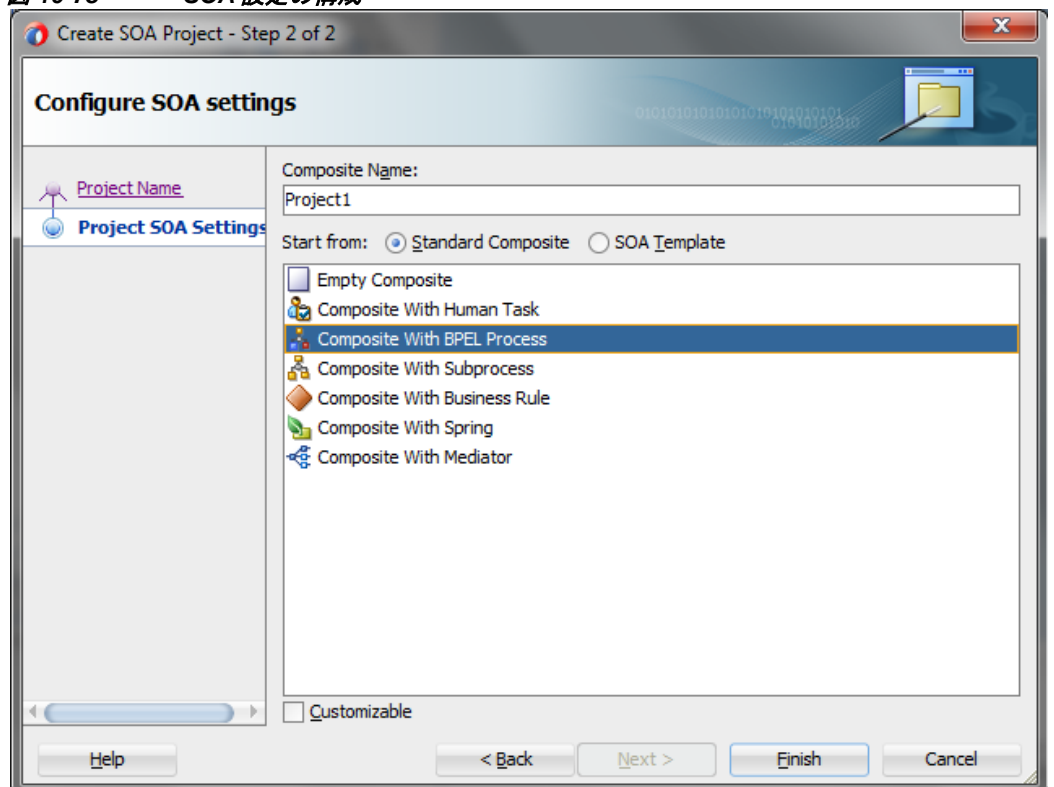 Create SOA Project - Step 2 of 2
Configure SOA settings
Project Name
Project SOA Settings
Composite Name:
Project1
Start from: Standard Composite SOA Template
Empty Composite
Composite With Human Task
Composite With BPEL Process
Composite With Subprocess
Composite With Business Rule
Composite With Spring
Composite With Mediator
Customizable
Help < Back Next > Finish Cancel